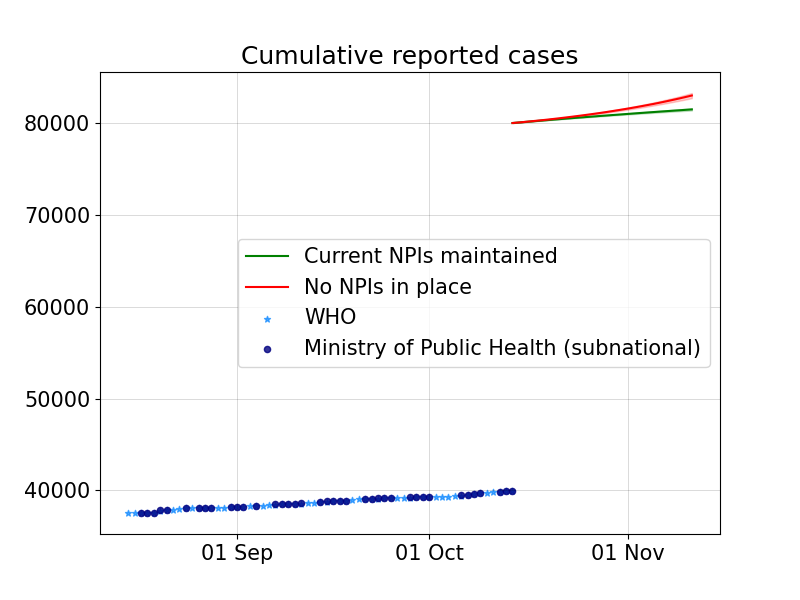 Cumulative reported cases
80000
70000
60000
50000
40000
Current NPIs maintained
No NPIs in place
WHO
Ministry of Public Health (subnational)
01 Sep
01 Oct
01 Nov